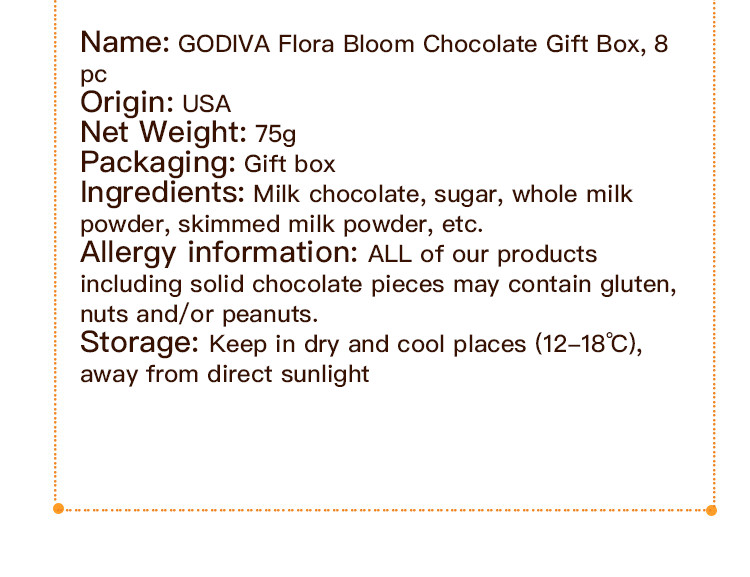 Name: GODIVA Flora Bloom Chocolate Gift Box, 8
pc
Origin: USA
Net Weight: 75g
Packaging: Gift box
Ingredients: Milk chocolate, sugar, whole milk
powder, skimmed milk powder, etc.
Allergy information: ALL of our products
including solid chocolate pieces may contain gluten,
nuts and/or peanuts.
Storage: Keep in dry and cool places (12–18℃),
away from direct sunlight